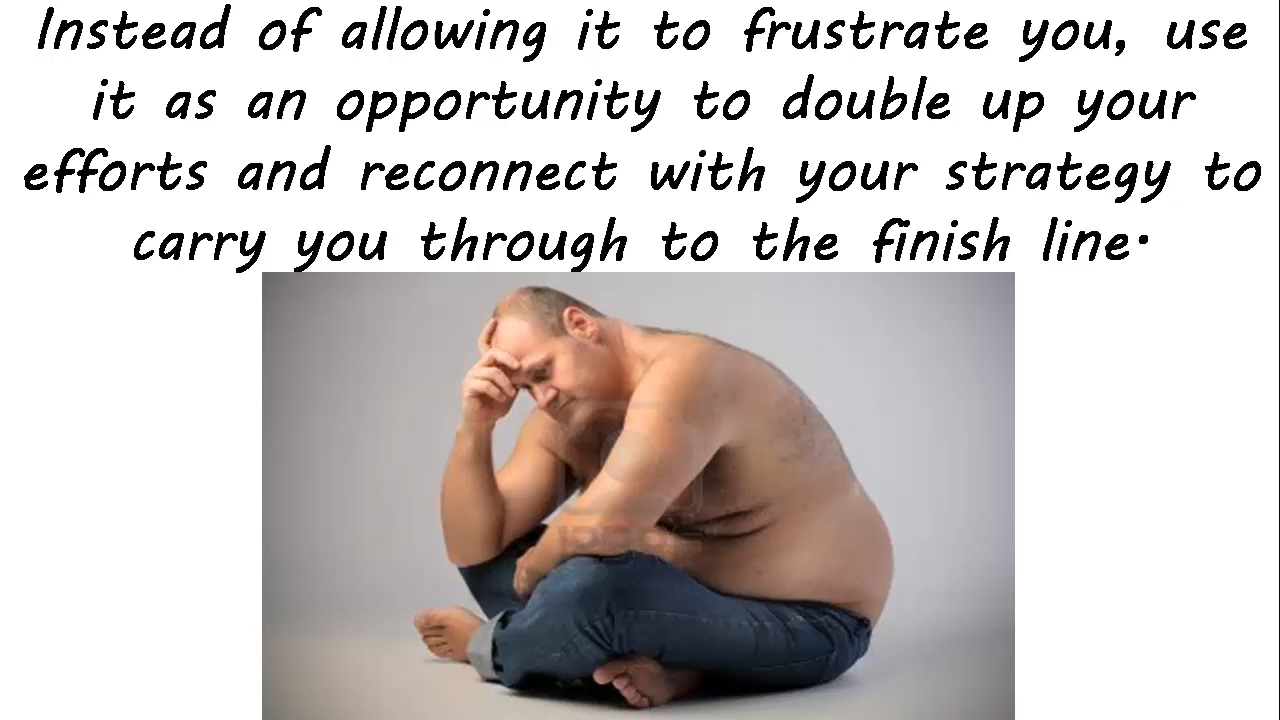 Instead of allowing it to frustrate you, use
it as an opportunity to double up your
efforts and reconnect with your strategy to
carry you through to the finish line.